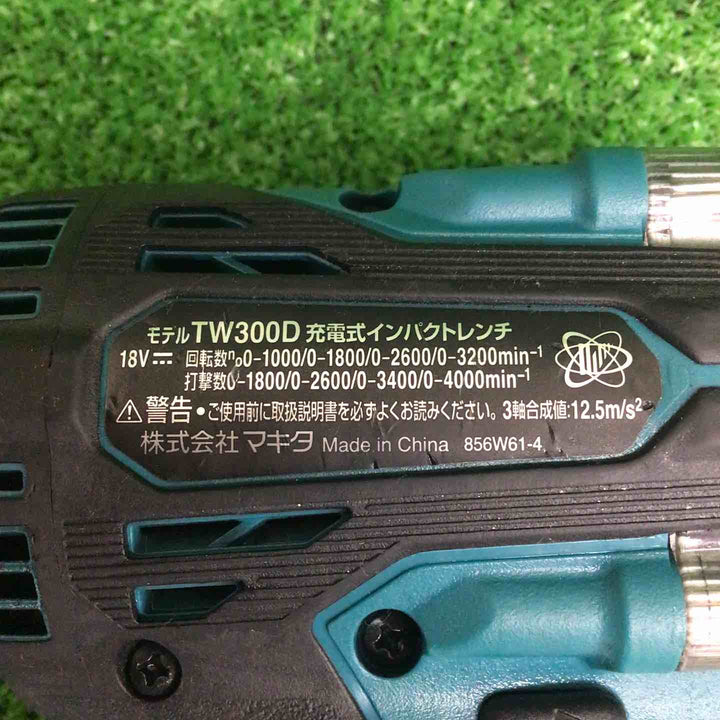 モデル TW300D 充電式インパクトレンチ
18V⎓ 回転数n₀0-1000/0-1800/0-2600/0-3200min⁻¹
打撃数0-1800/0-2600/0-3400/0-4000min⁻¹
⚠警告・ご使用前に取扱説明書を必ずよくお読みください。3軸合成値:12.5m/s²
株式会社 マキタ Made in China 856W61-4